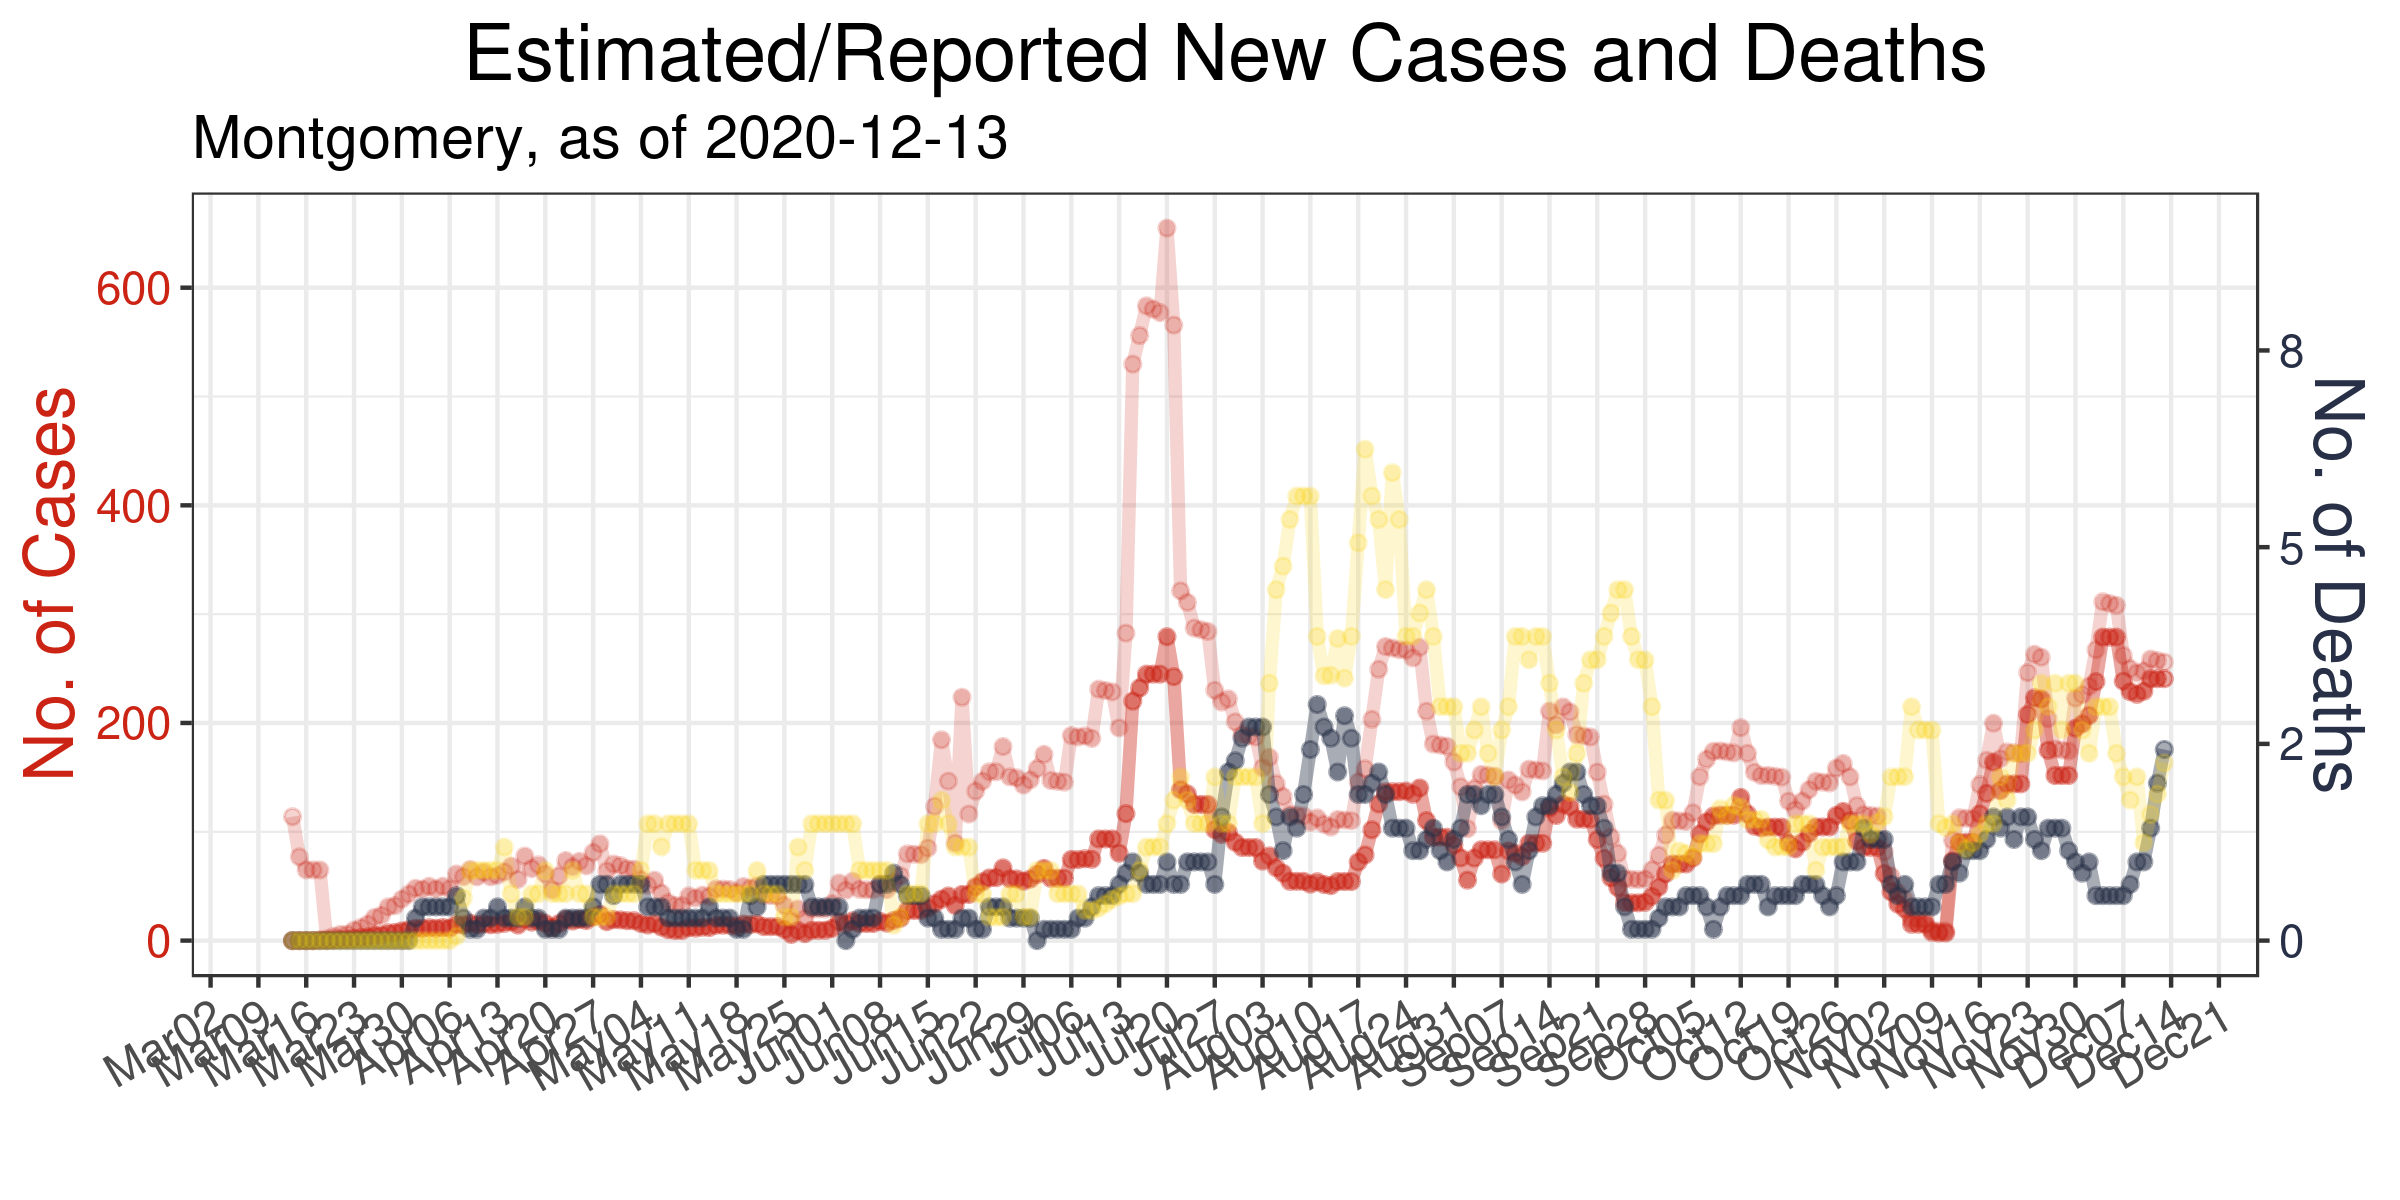 Estimated/Reported New Cases and Deaths
Montgomery, as of 2020-12-13
No. of Cases
600
400
200
0
8
5
2
0
No. of Deaths
Mar02
Mar09
Mar16
Mar23
Mar30
Apr06
Apr13
Apr20
Apr27
May04
May11
May18
May25
Jun01
Jun08
Jun15
Jun22
Jun29
Jul06
Jul13
Jul20
Jul27
Aug03
Aug10
Aug17
Aug24
Aug31
Sep07
Sep14
Sep21
Sep28
Oct05
Oct12
Oct19
Oct26
Nov02
Nov09
Nov16
Nov23
Nov30
Dec07
Dec14
Dec21